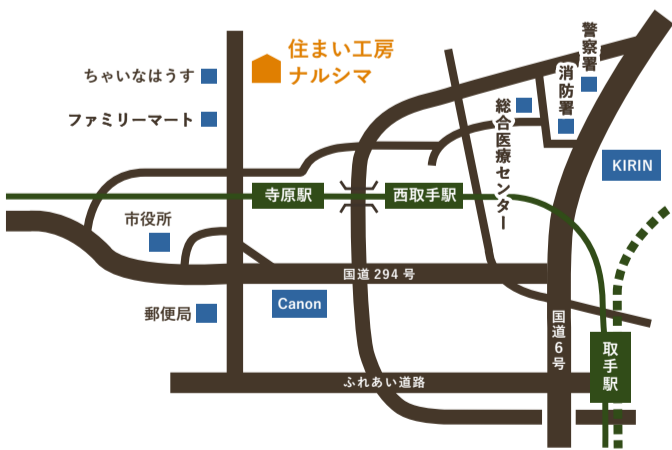 住まい工房
ナルシマ
ちゃいなはうす
ファミリーマート
警察署
消防署
総合医療センター
KIRIN
寺原駅
西取手駅
市役所
国道294号
Canon
郵便局
国道6号
取手駅
ふれあい道路